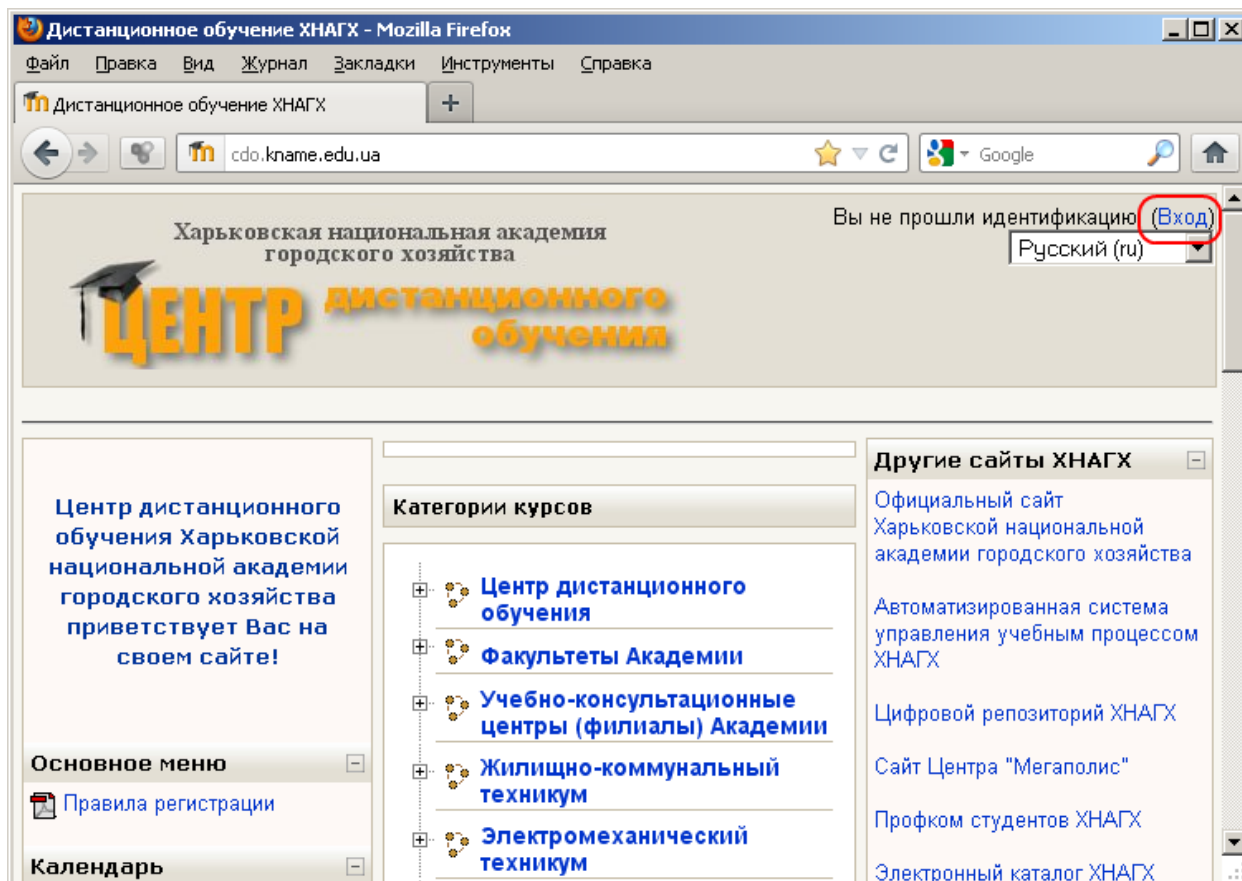 Дистанционное обучение ХНАГХ - Mozilla Firefox
Файл Правка Вид Журнал Закладки Инструменты Справка
Дистанционное обучение ХНАГХ
cdo.kname.edu.ua
Google
Вы не прошли идентификацию (Вход)
Русский (ru)
Харьковская национальная академия
городского хозяйства
ЦЕНТР дистанционного
обучения
Центр дистанционного
обучения Харьковской
национальной академии
городского хозяйства
приветствует Вас на
своем сайте!
Основное меню
Правила регистрации
Календарь
Категории курсов
Центр дистанционного
обучения
Факультеты Академии
Учебно-консультационные
центры (филиалы) Академии
Жилищно-коммунальный
техникум
Электромеханический
техникум
Другие сайты ХНАГХ
Официальный сайт
Харьковской национальной
академии городского хозяйства
Автоматизированная система
управления учебным процессом
ХНАГХ
Цифровой репозиторий ХНАГХ
Сайт Центра "Мегаполис"
Профком студентов ХНАГХ
Электронный каталог ХНАГХ